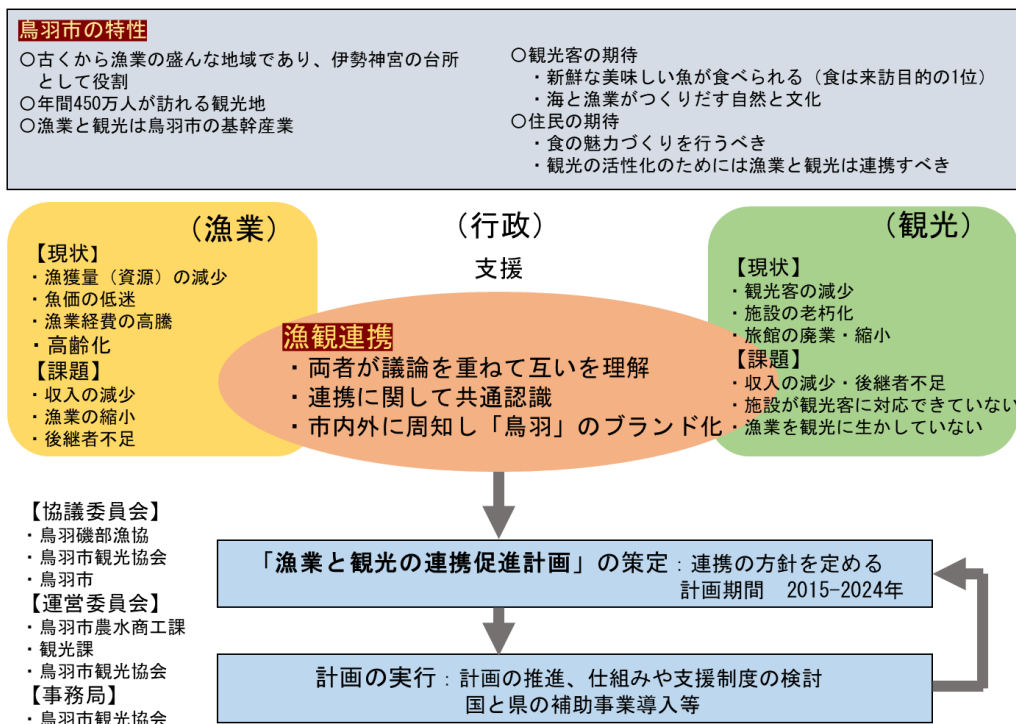 鳥羽市の特性
○古くから漁業の盛んな地域であり、伊勢神宮の台所
として役割
○年間450万人が訪れる観光地
○漁業と観光は鳥羽市の基幹産業
○観光客の期待
・新鮮な美味しい魚が食べられる（食は来訪目的の1位）
・海と漁業がつくりだす自然と文化
○住民の期待
・食の魅力づくりを行うべき
・観光の活性化のためには漁業と観光は連携すべき
（漁業）
【現状】
・漁獲量（資源）の減少
・魚価の低迷
・漁業経費の高騰
・高齢化
【課題】
・収入の減少
・漁業の縮小
・後継者不足
（行政）
支援
漁観連携
・両者が議論を重ねて互いを理解
・連携に関して共通認識
・市内外に周知し「鳥羽」のブランド化
（観光）
【現状】
・観光客の減少
・施設の老朽化
・旅館の廃業・縮小
【課題】
・収入の減少・後継者不足
・施設が観光客に対応できていない
・漁業を観光に生かしていない
【協議委員会】
・鳥羽磯部漁協
・鳥羽市観光協会
・鳥羽市
【運営委員会】
・鳥羽市農水商工課
・観光課
・鳥羽市観光協会
【事務局】
・鳥羽市観光協会
「漁業と観光の連携促進計画」の策定：連携の方針を定める
計画期間　2015-2024年
計画の実行：計画の推進、仕組みや支援制度の検討
国と県の補助事業導入等